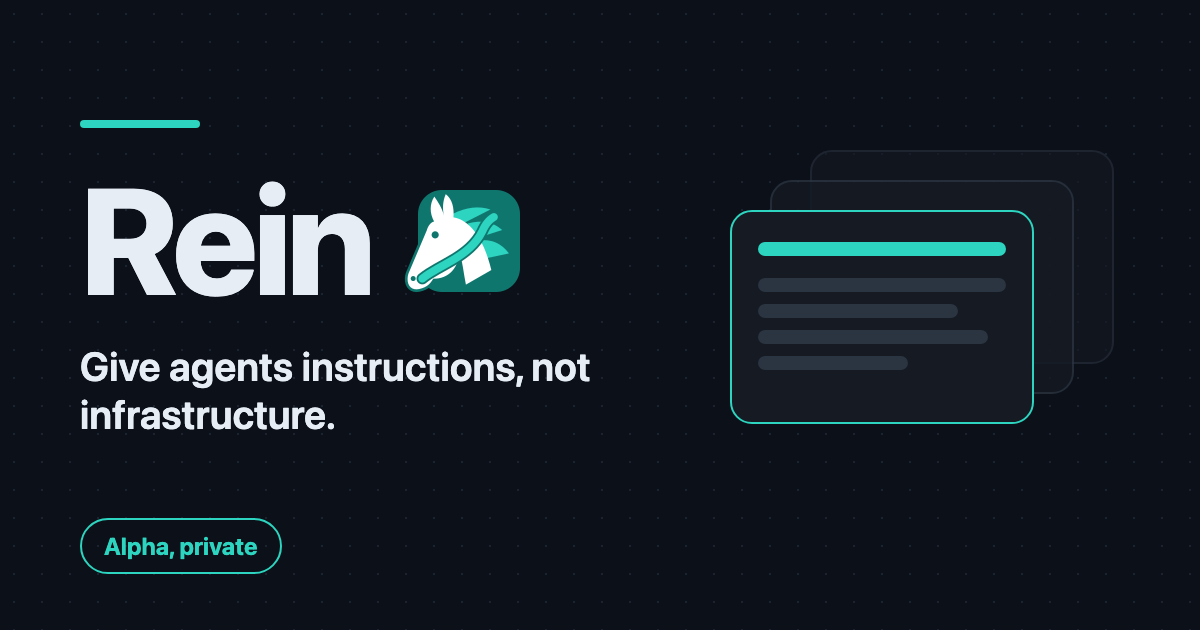 Rein
Give agents instructions, not
infrastructure.
Alpha, private